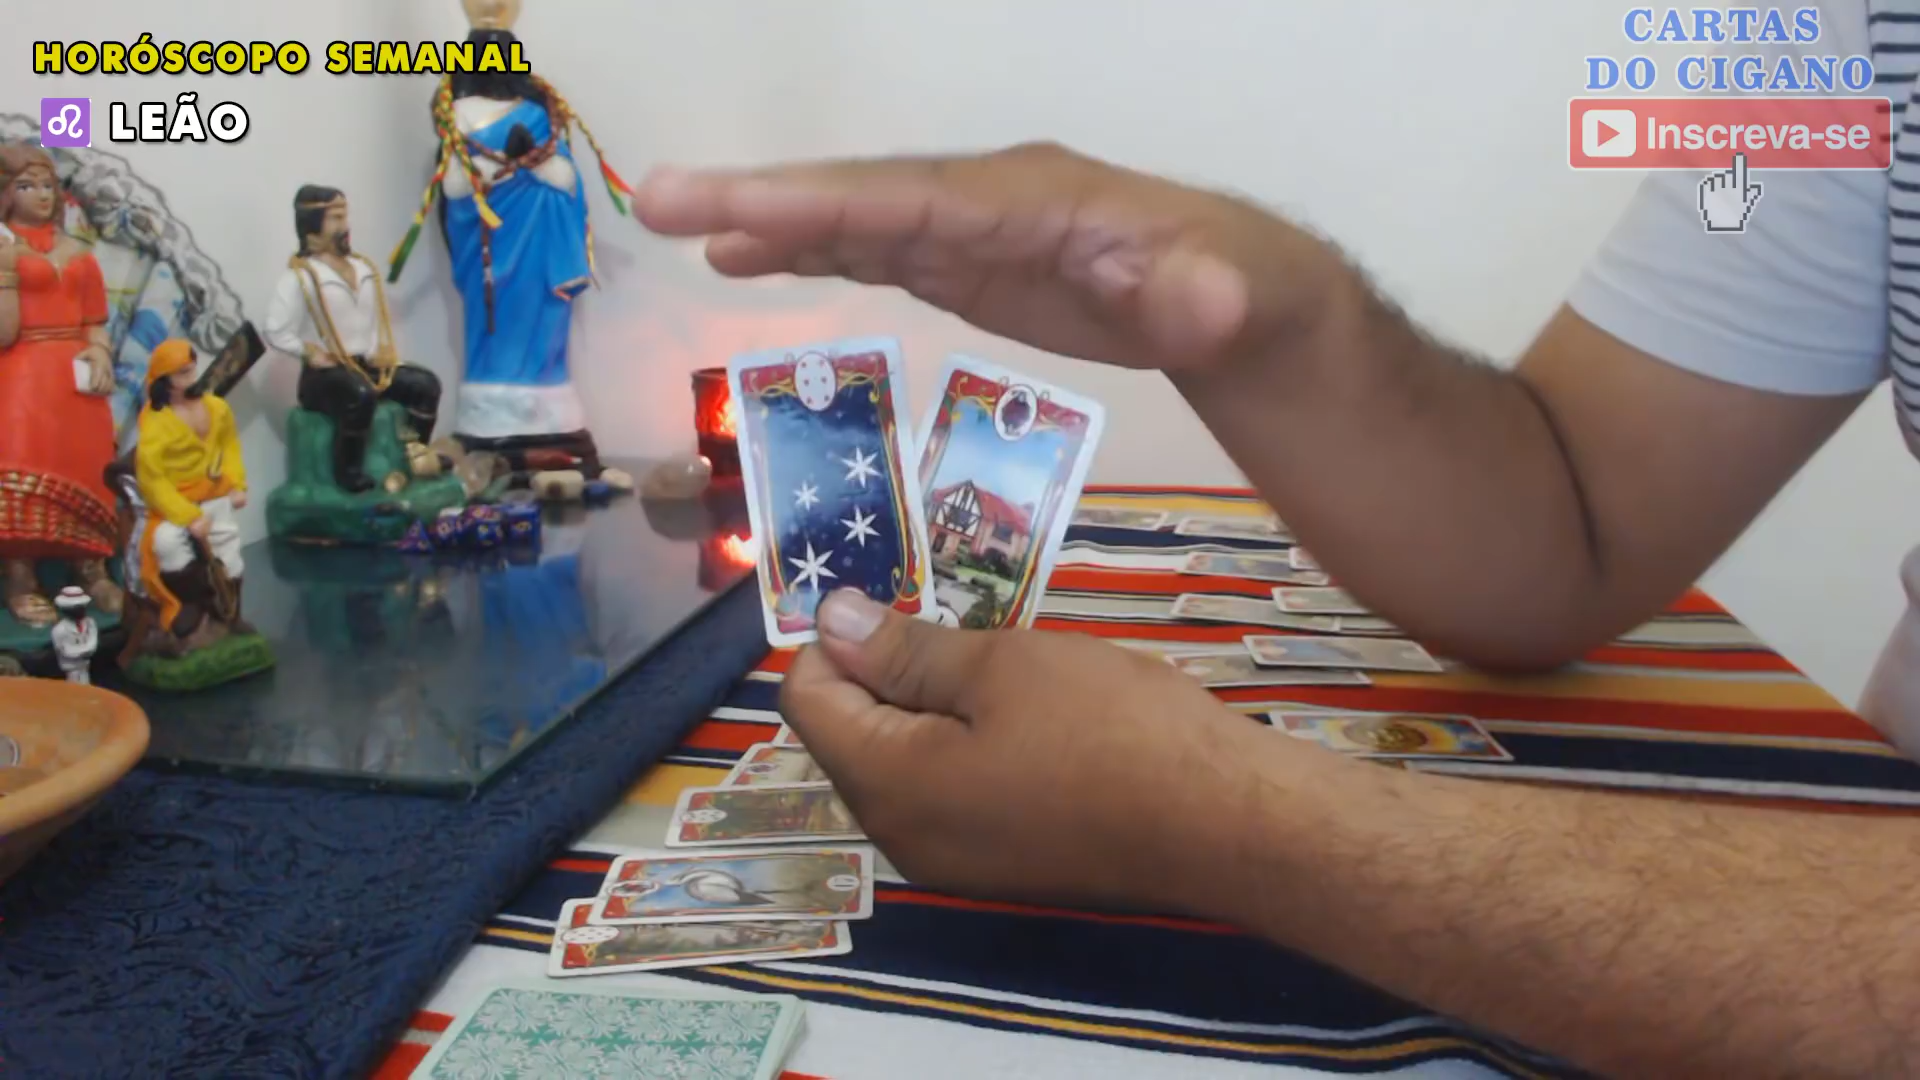 HORÓSCOPO SEMANAL
♌ LEÃO
CARTAS
DO CIGANO
Inscreva-se